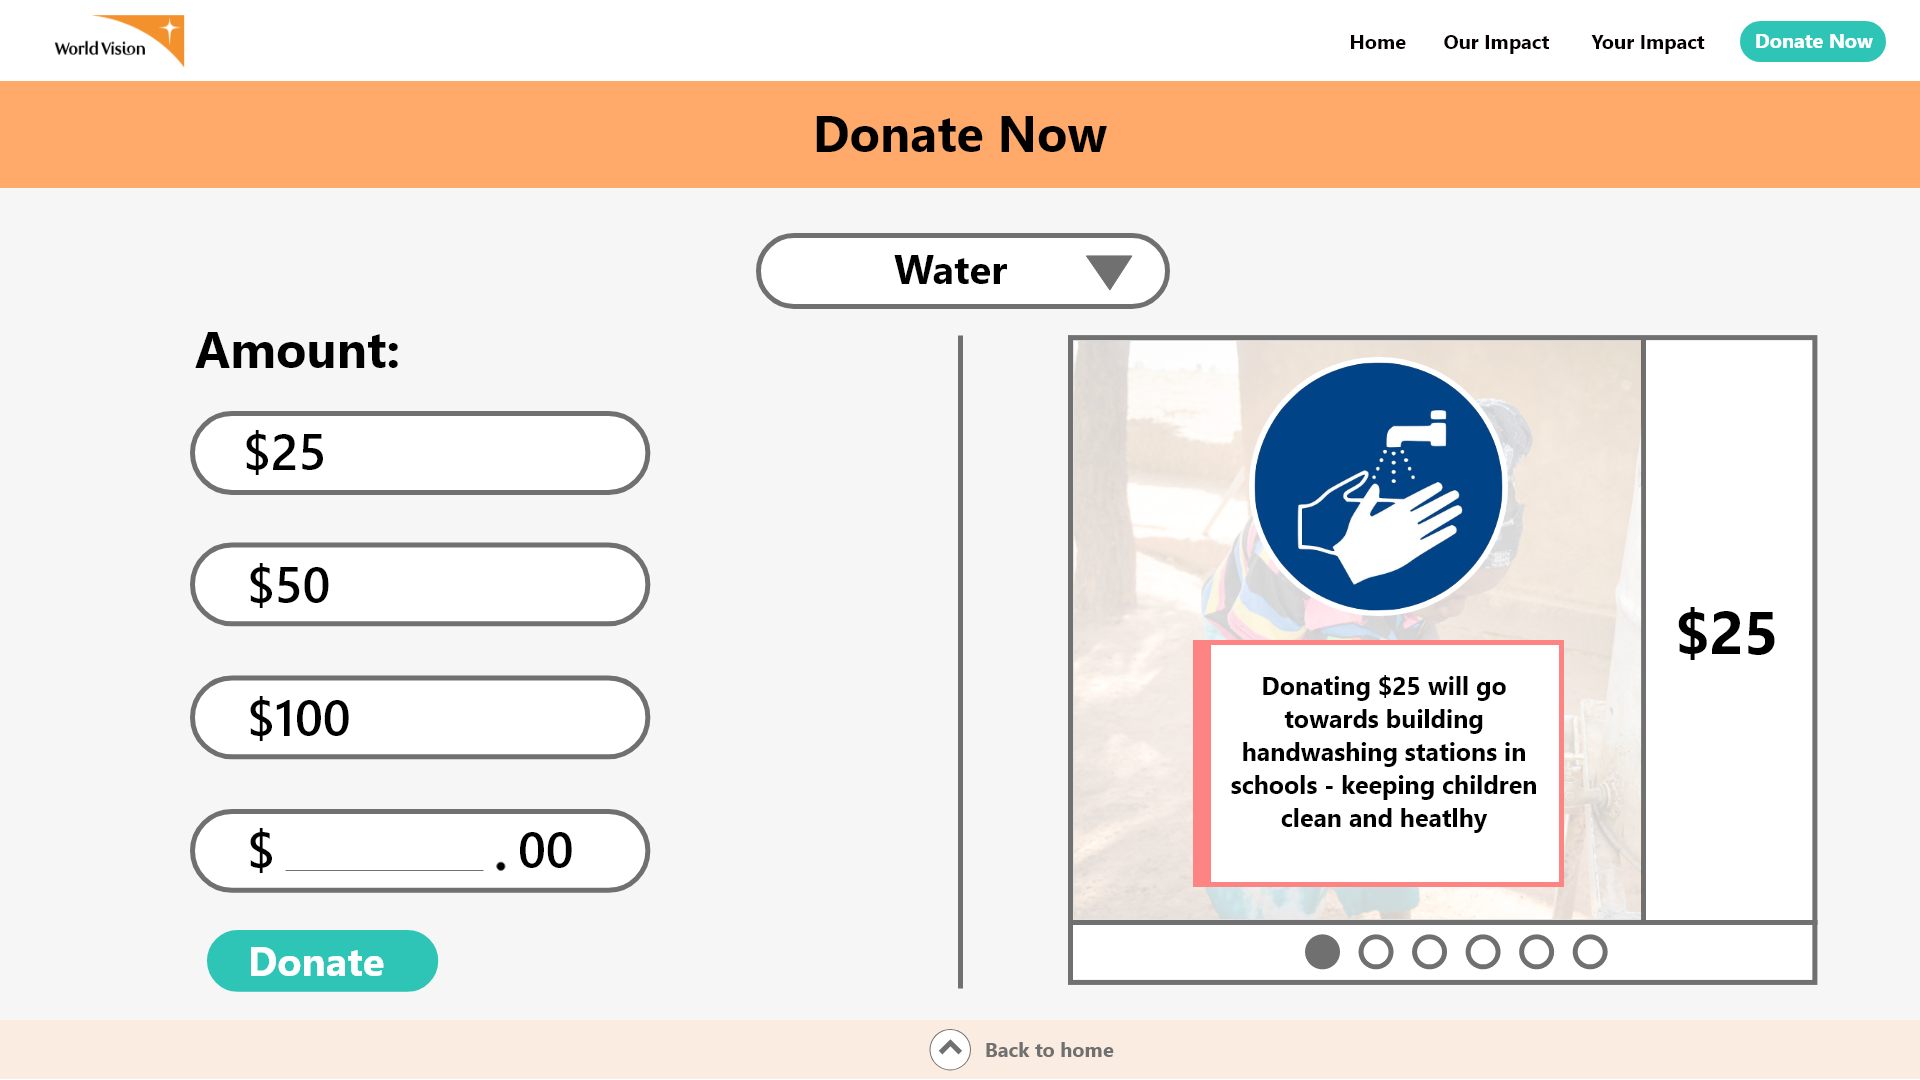 World Vision
Home
Our Impact
Your Impact
Donate Now
Donate Now
Water
Amount:
$25
$50
$100
$ ________ . 00
Donate
Donating $25 will go
towards building
handwashing stations in
schools - keeping children
clean and heatlhy
$25
Back to home